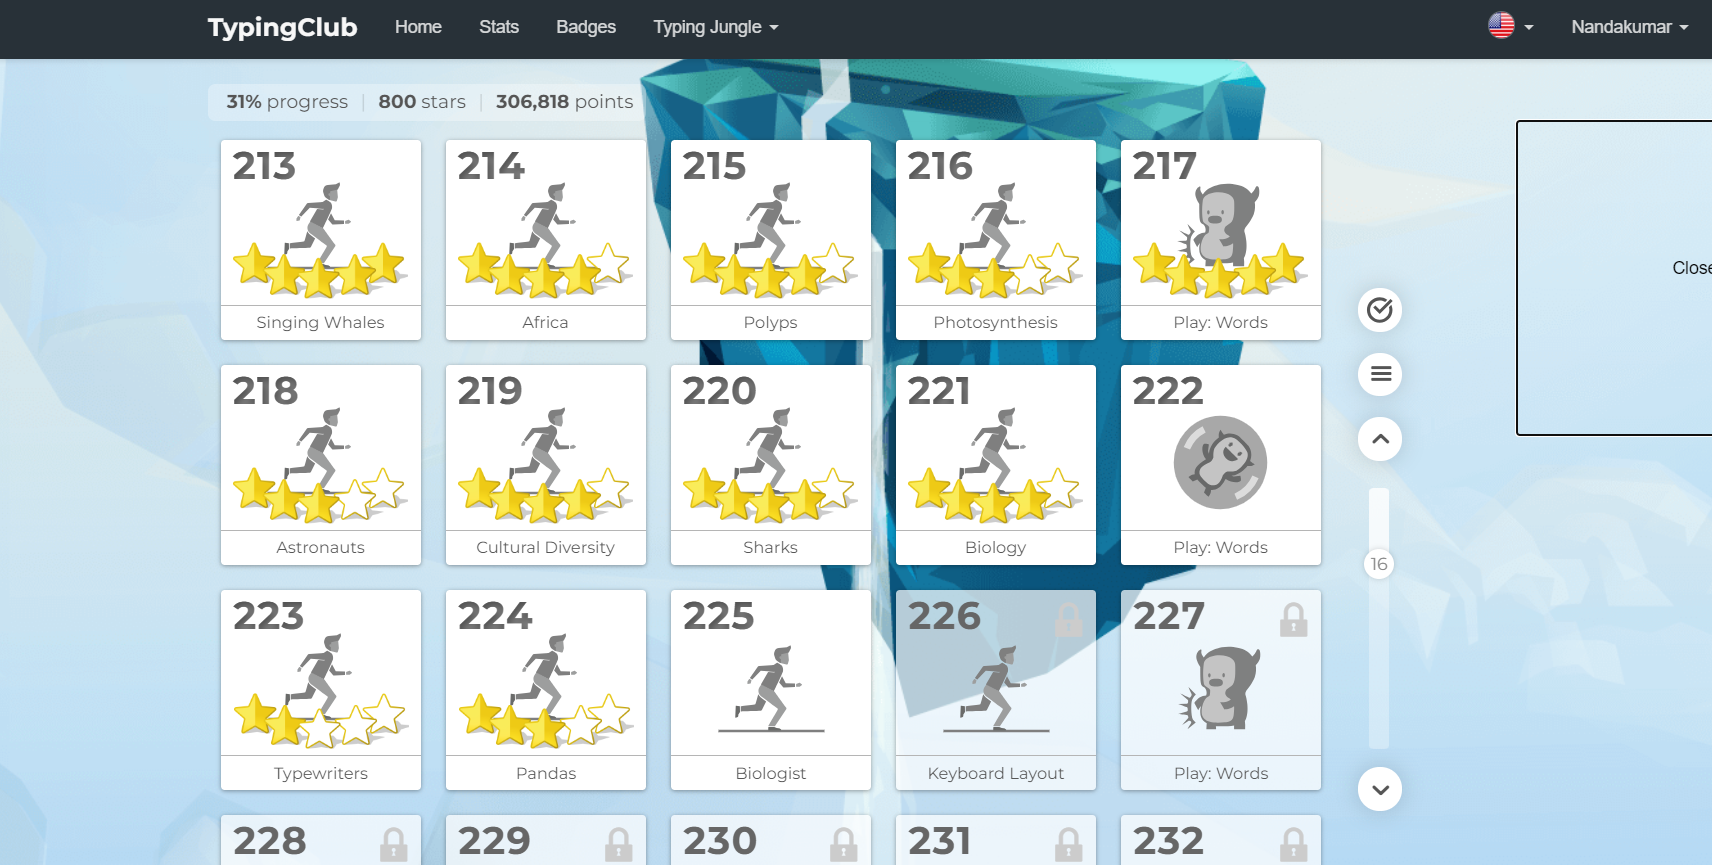 TypingClub Home Stats Badges Typing Jungle Nandakumar
31% progress 800 stars 306,818 points
213 214 215 216 217
Singing Whales Africa Polyps Photosynthesis Play: Words
Close
218 219 220 221 222
Astronauts Cultural Diversity Sharks Biology Play: Words
16
223 224 225 226 227
Typewriters Pandas Biologist Keyboard Layout Play: Words
228 229 230 231 232